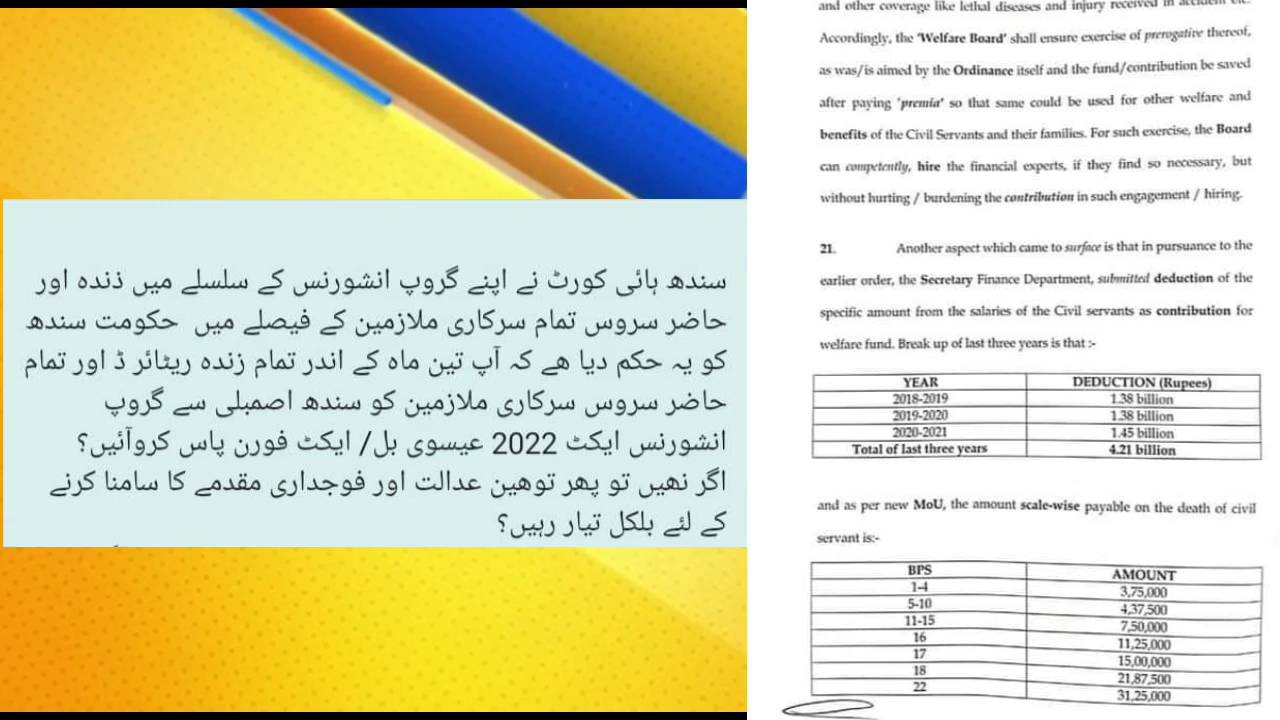 سندھ ہائی کورٹ نے اپنے گروپ انشورنس کے سلسلے میں ذندہ اور
حاضر سروس تمام سرکاری ملازمین کے فیصلے میں حکومت سندھ
کو یہ حکم دیا ھے کہ آپ تین ماہ کے اندر تمام زندہ ریٹائر ڈ اور تمام
حاضر سروس سرکاری ملازمین کو سندھ اصمبلی سے گروپ
انشورنس ایکٹ 2022 عیسوی بل/ ایکٹ فورن پاس کروآئیں؟
اگر نھیں تو پھر توھین عدالت اور فوجداری مقدمے کا سامنا کرنے
کے لئے بلکل تیار رہیں؟
and other coverage like lethal diseases and injury received in accident etc.
Accordingly, the 'Welfare Board' shall ensure exercise of prerogative thereof,
as was/is aimed by the Ordinance itself and the fund/contribution be saved
after paying 'premia' so that same could be used for other welfare and
benefits of the Civil Servants and their families. For such exercise, the Board
can competently, hire the financial experts, if they find so necessary, but
without hurting / burdening the contribution in such engagement / hiring.
21. Another aspect which came to surface is that in pursuance to the
earlier order, the Secretary Finance Department, submitted deduction of the
specific amount from the salaries of the Civil servants as contribution for
welfare fund. Break up of last three years is that :-
YEAR DEDUCTION (Rupees)
2018-2019 1.38 billion
2019-2020 1.38 billion
2020-2021 1.45 billion
Total of last three years 4.21 billion
and as per new MoU, the amount scale-wise payable on the death of civil
servant is:-
BPS AMOUNT
1-4 3,75,000
5-10 4,37,500
11-15 7,50,000
16 11,25,000
17 15,00,000
18 21,87,500
22 31,25,000